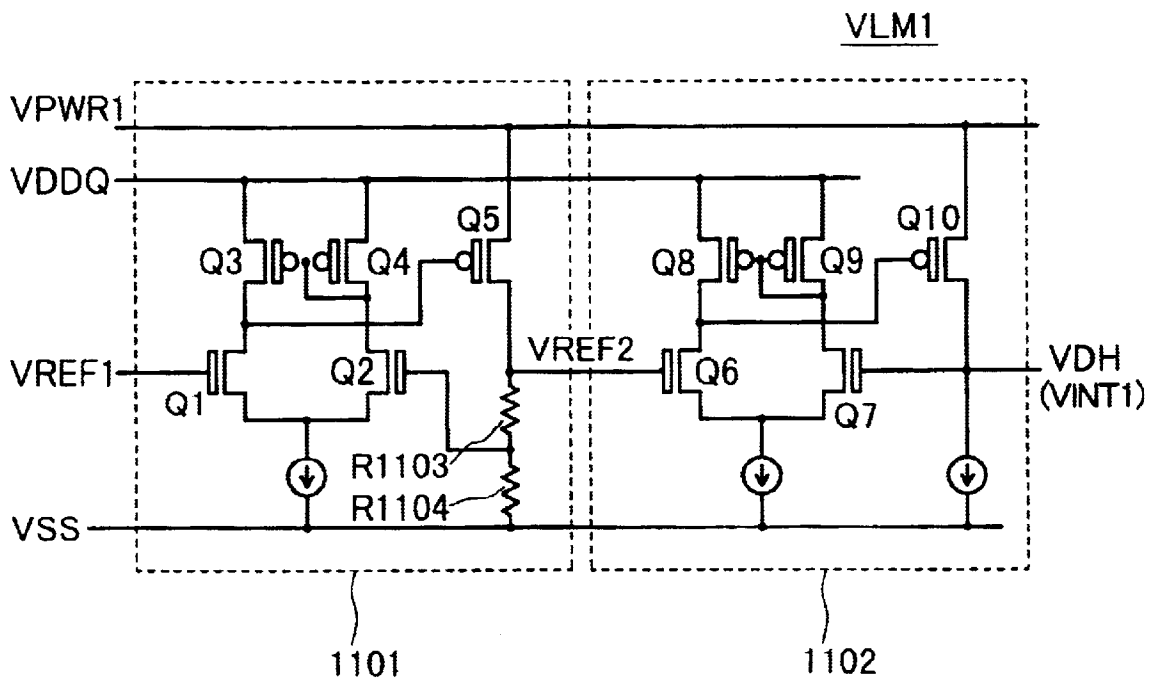 VLM1
VPWR1
VDDQ
Q3
Q4
Q5
Q8
Q9
Q10
VREF1
Q1
Q2
VREF2
Q6
Q7
VDH
(VINT1)
R1103
R1104
VSS
1101
1102